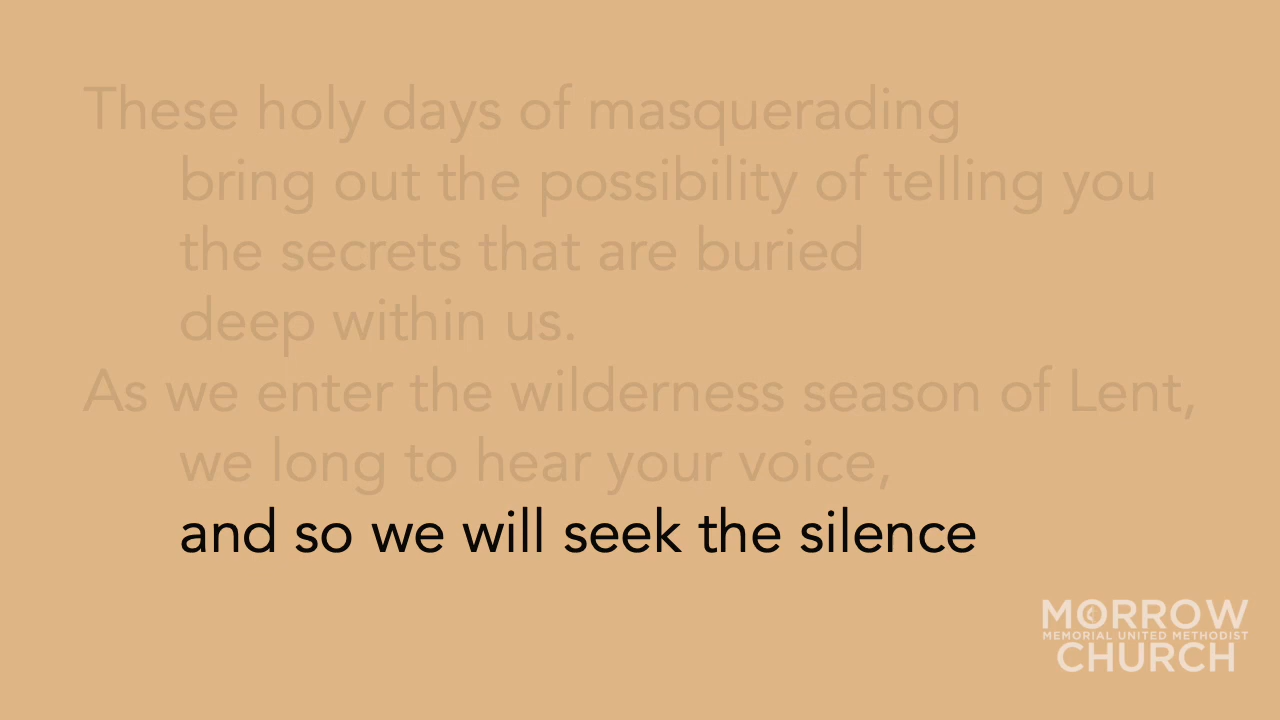 These holy days of masquerading
bring out the possibility of telling you
the secrets that are buried
deep within us.
As we enter the wilderness season of Lent,
we long to hear your voice,
and so we will seek the silence
MORROW
MEMORIAL UNITED METHODIST
CHURCH